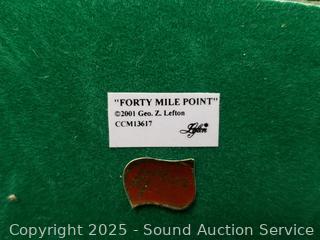 "FORTY MILE POINT"
©2001 Geo. Z. Lefton
CCM13617
Lefton
Copyright 2025 - Sound Auction Service